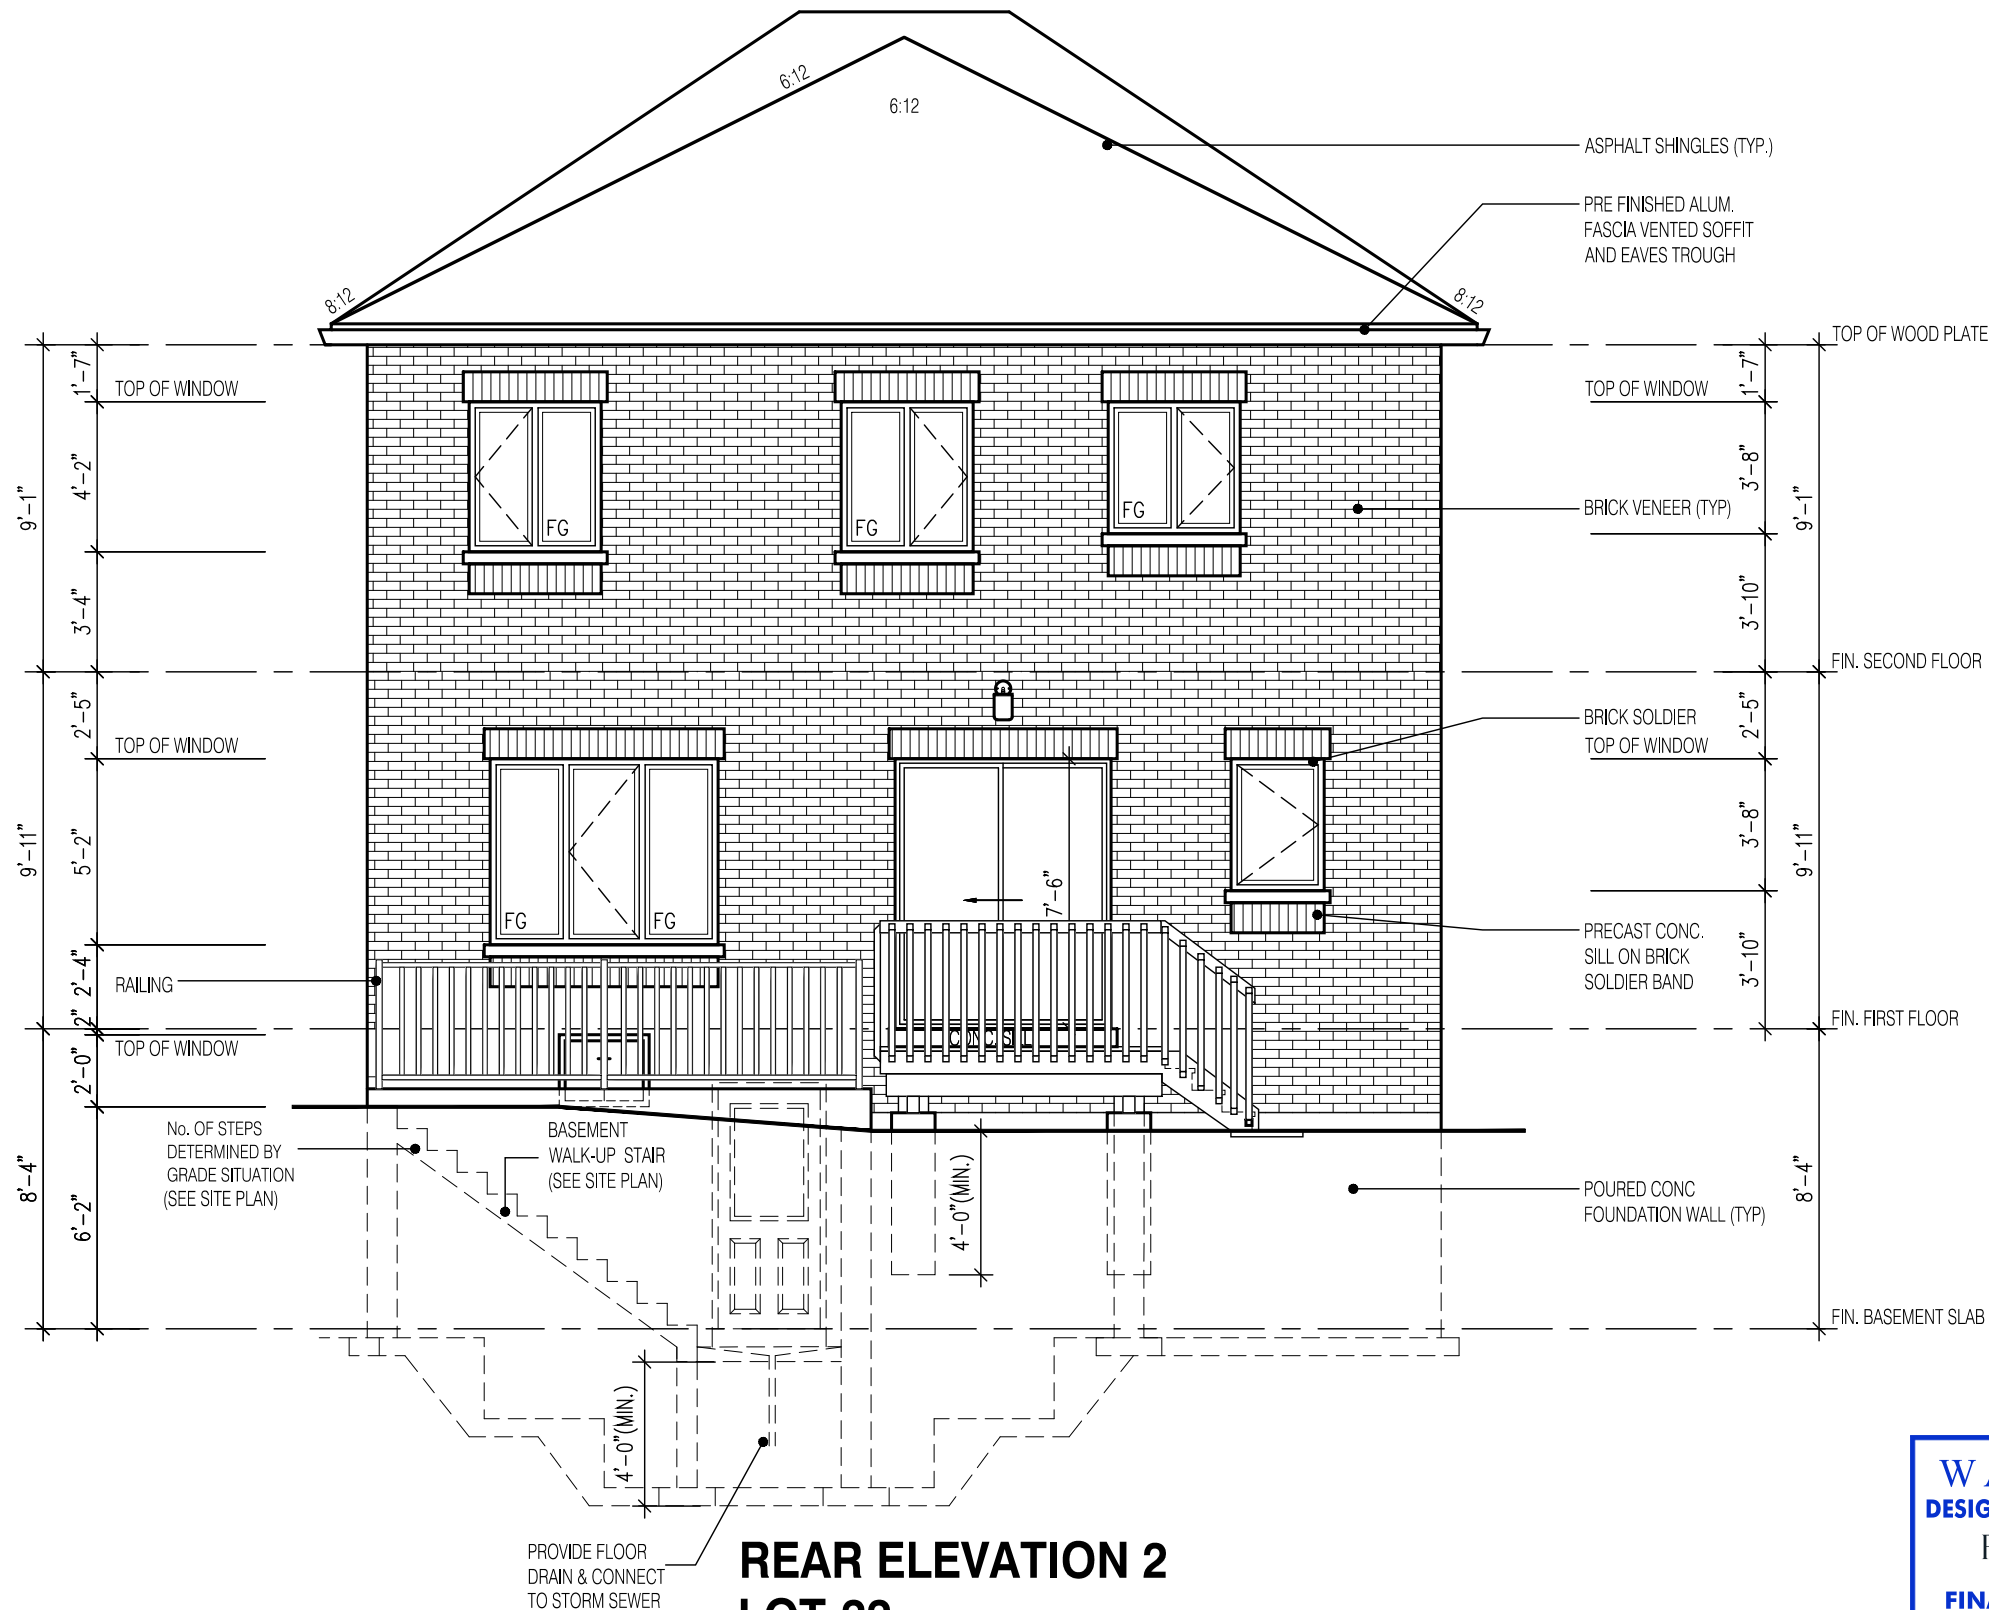 6:12
6:12
ASPHALT SHINGLES (TYP.)
PRE FINISHED ALUM.
FASCIA VENTED SOFFIT
AND EAVES TROUGH
8:12
8:12
TOP OF WOOD PLATE
1'-7"
TOP OF WINDOW
TOP OF WINDOW
1'-7"
4'-2"
3'-8"
9'-1"
9'-1"
FG
FG
FG
BRICK VENEER (TYP)
3'-4"
3'-10"
FIN. SECOND FLOOR
2'-5"
2'-5"
BRICK SOLDIER
TOP OF WINDOW
TOP OF WINDOW
9'-11"
5'-2"
3'-8"
9'-11"
7'-6"
FG
FG
PRECAST CONC.
SILL ON BRICK
SOLDIER BAND
2'-4"
3'-10"
RAILING
2"
FIN. FIRST FLOOR
TOP OF WINDOW
2'-0"
No. OF STEPS
DETERMINED BY
GRADE SITUATION
(SEE SITE PLAN)
BASEMENT
WALK-UP STAIR
(SEE SITE PLAN)
8'-4"
6'-2"
4'-0"(MIN.)
8'-4"
POURED CONC
FOUNDATION WALL (TYP)
FIN. BASEMENT SLAB
4'-0"(MIN.)
PROVIDE FLOOR
DRAIN & CONNECT
TO STORM SEWER
REAR ELEVATION 2
W
DESIG
FINA